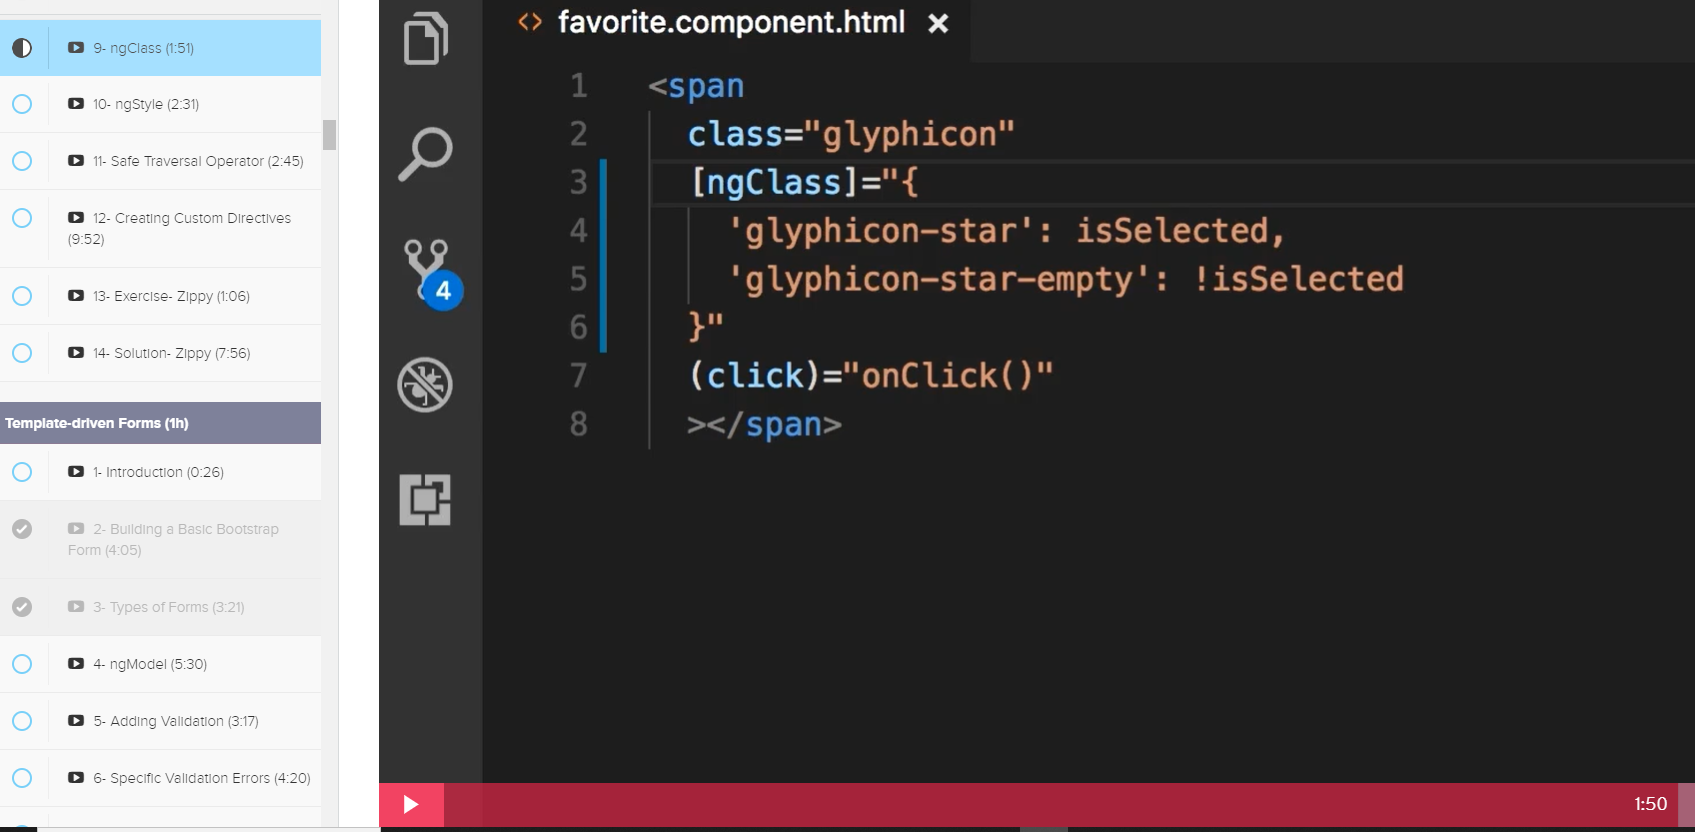 9- ngClass (1:51)
10- ngStyle (2:31)
11- Safe Traversal Operator (2:45)
12- Creating Custom Directives
(9:52)
13- Exercise- Zippy (1:06)
14- Solution- Zippy (7:56)
Template-driven Forms (1h)
1- Introduction (0:26)
2- Building a Basic Bootstrap
Form (4:05)
3- Types of Forms (3:21)
4- ngModel (5:30)
5- Adding Validation (3:17)
6- Specific Validation Errors (4:20)
4
<> favorite.component.html ×
1 <span
2 class="glyphicon"
3 [ngClass]="{
4 'glyphicon-star': isSelected,
5 'glyphicon-star-empty': !isSelected
6 }"
7 (click)="onClick()"
8 ></span>
1:50